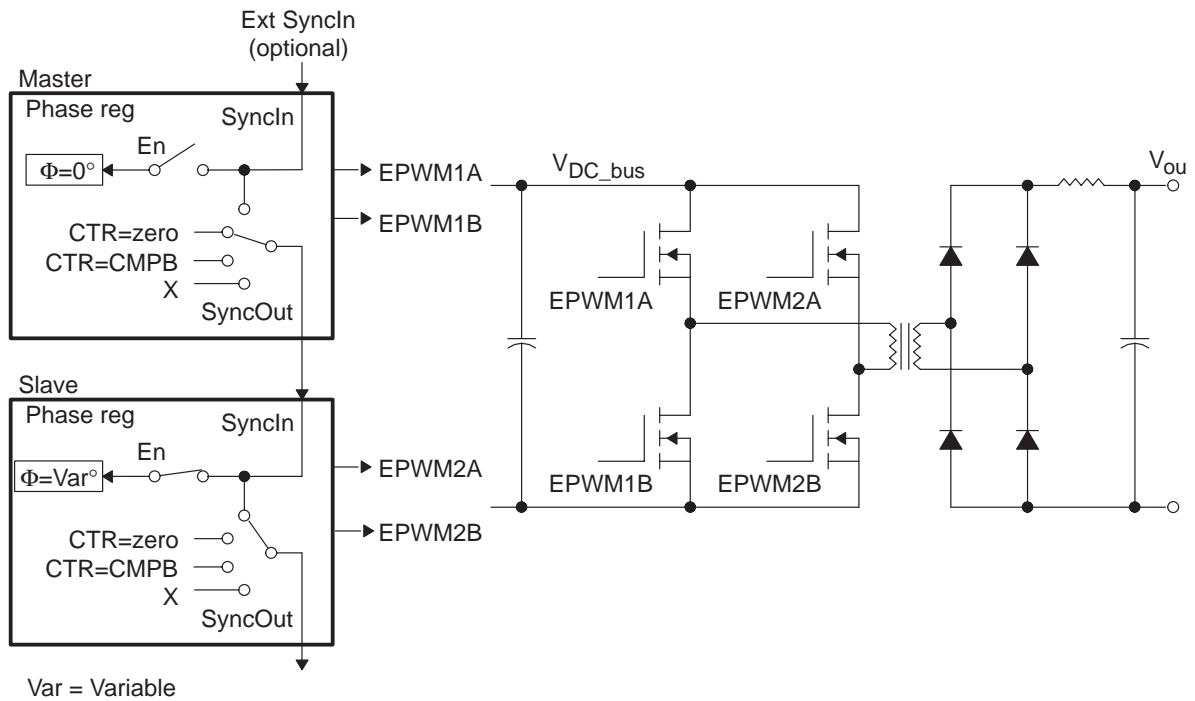 Ext SyncIn
(optional)
Master
Phase reg
SyncIn
En
Φ=0°
EPWM1A
EPWM1B
CTR=zero
CTR=CMPB
X
SyncOut
Slave
Phase reg
SyncIn
En
Φ=Var°
EPWM2A
EPWM2B
CTR=zero
CTR=CMPB
X
SyncOut
Var = Variable
VDC_bus
Vou
EPWM1A
EPWM2A
EPWM1B
EPWM2B